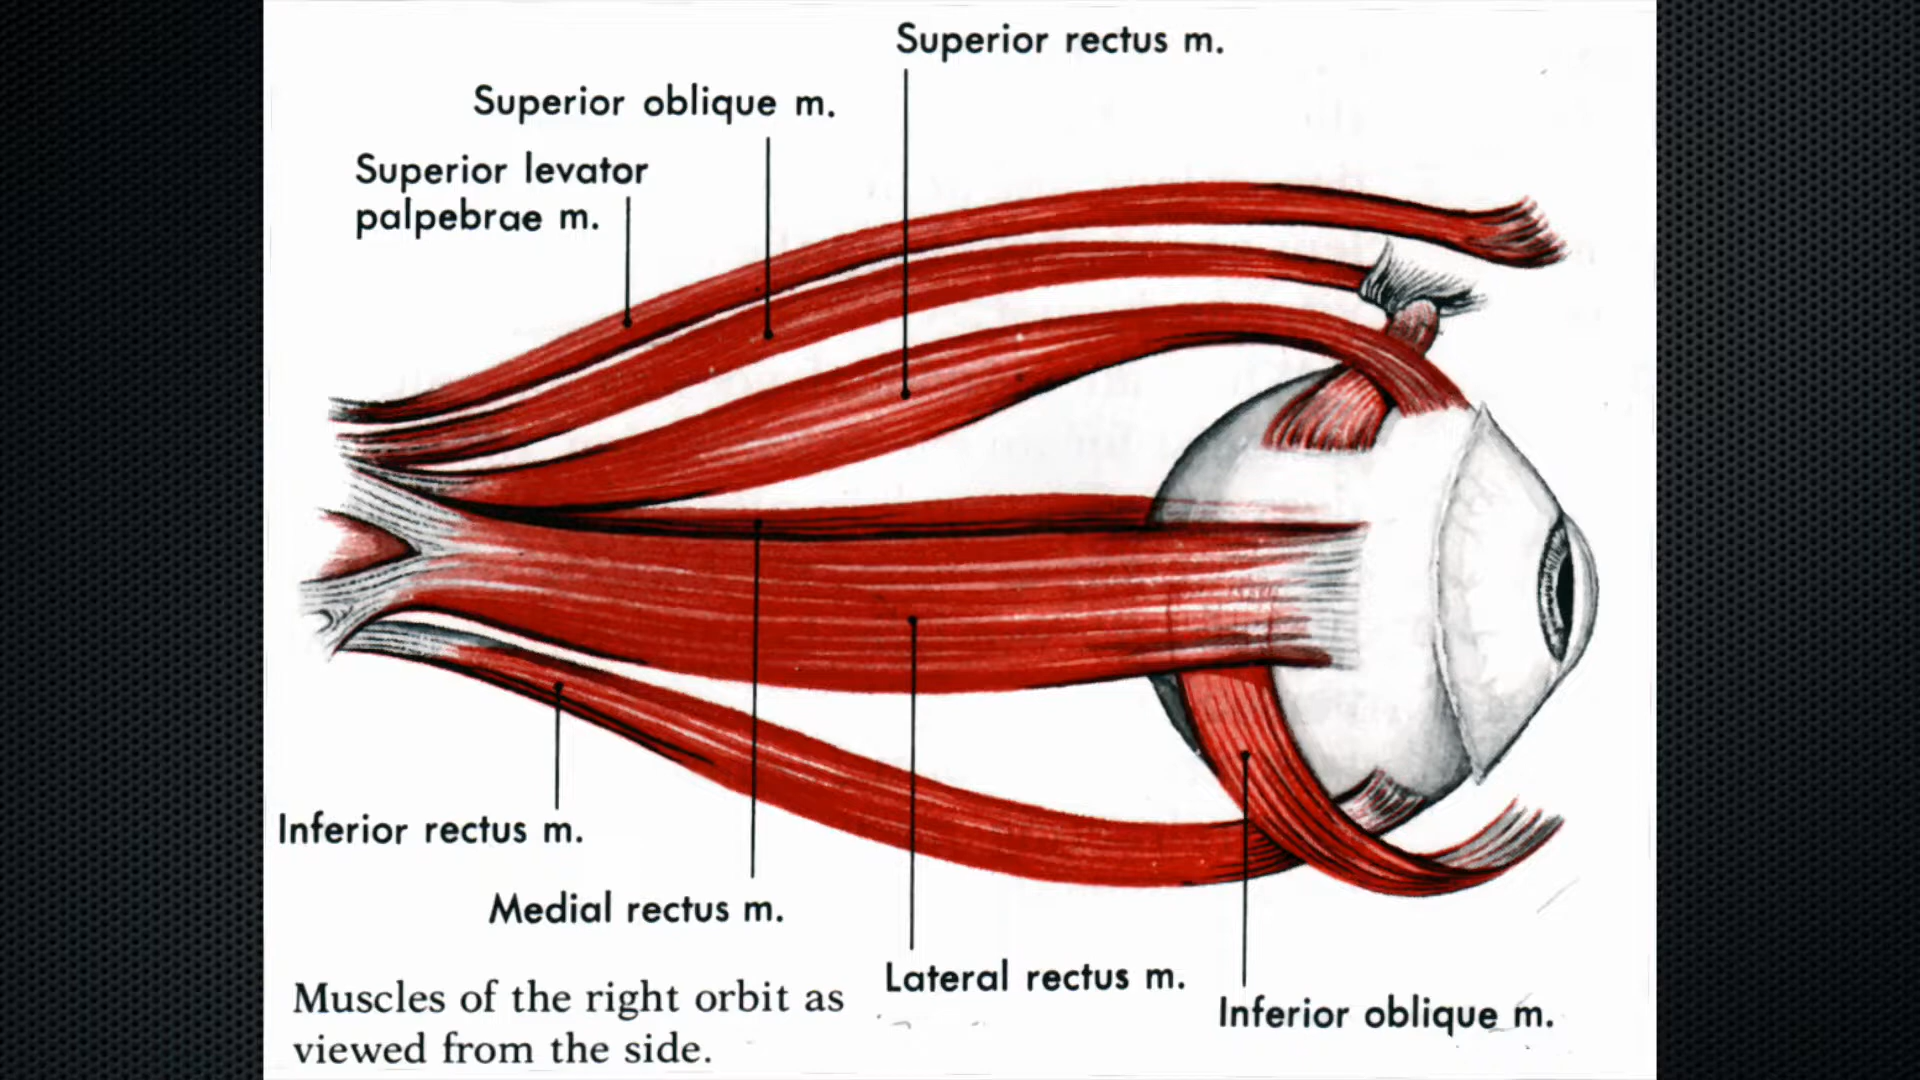 Superior rectus m.
Superior oblique m.
Superior levator
palpebrae m.
Inferior rectus m.
Medial rectus m.
Lateral rectus m.
Inferior oblique m.
Muscles of the right orbit as
viewed from the side.